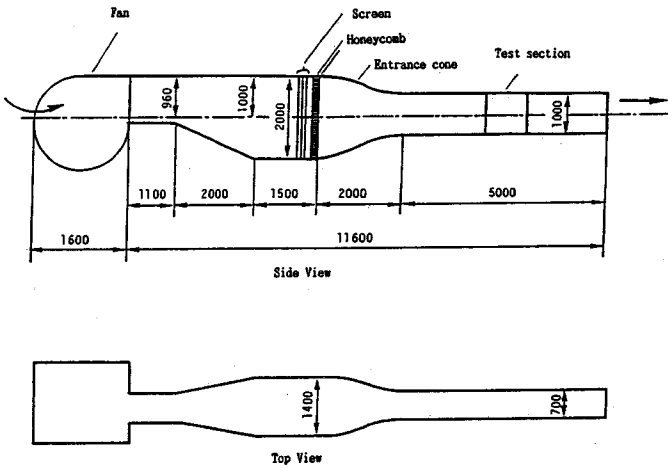 Fan
Screen
Honeycomb
Entrance cone
Test section
960
1000
2000
1000
1100
2000
1500
2000
5000
1600
11600
Side View
1400
700
Top View